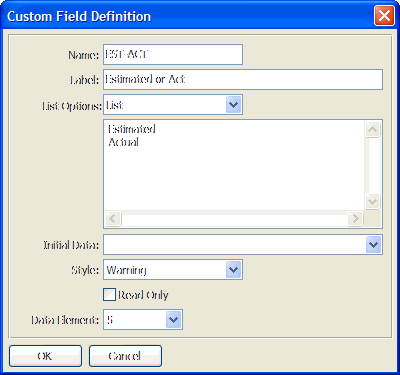 Custom Field Definition
Name: EST-ACT
Label: Estimated or Act
List Options: List
Estimated
Actual
Initial Data:
Style: Warning
Read Only
Data Element: S
OK Cancel